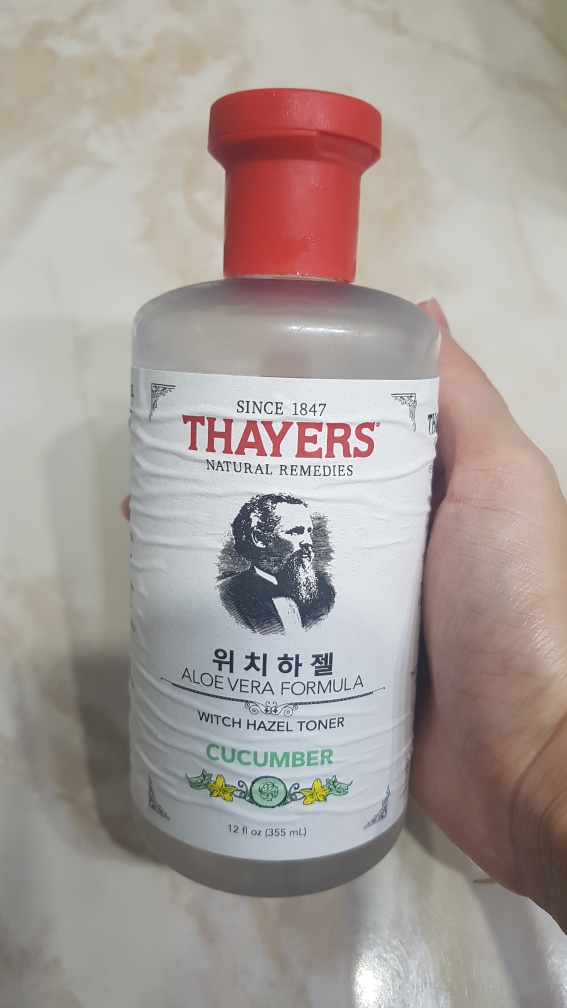 SINCE 1847
THAYERS®
NATURAL REMEDIES
위치하젤
ALOE VERA FORMULA
WITCH HAZEL TONER
CUCUMBER
12 fl oz (355 mL)